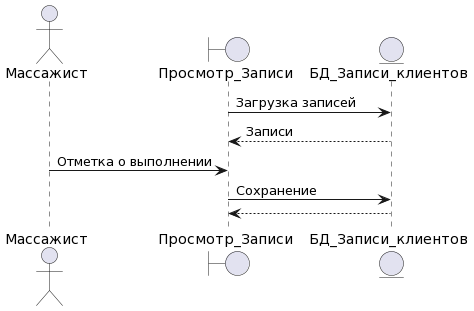 Массажист
Просмотр_Записи
БД_Записи_клиентов
Загрузка записей
Записи
Отметка о выполнении
Сохранение
Массажист
Просмотр_Записи
БД_Записи_клиентов